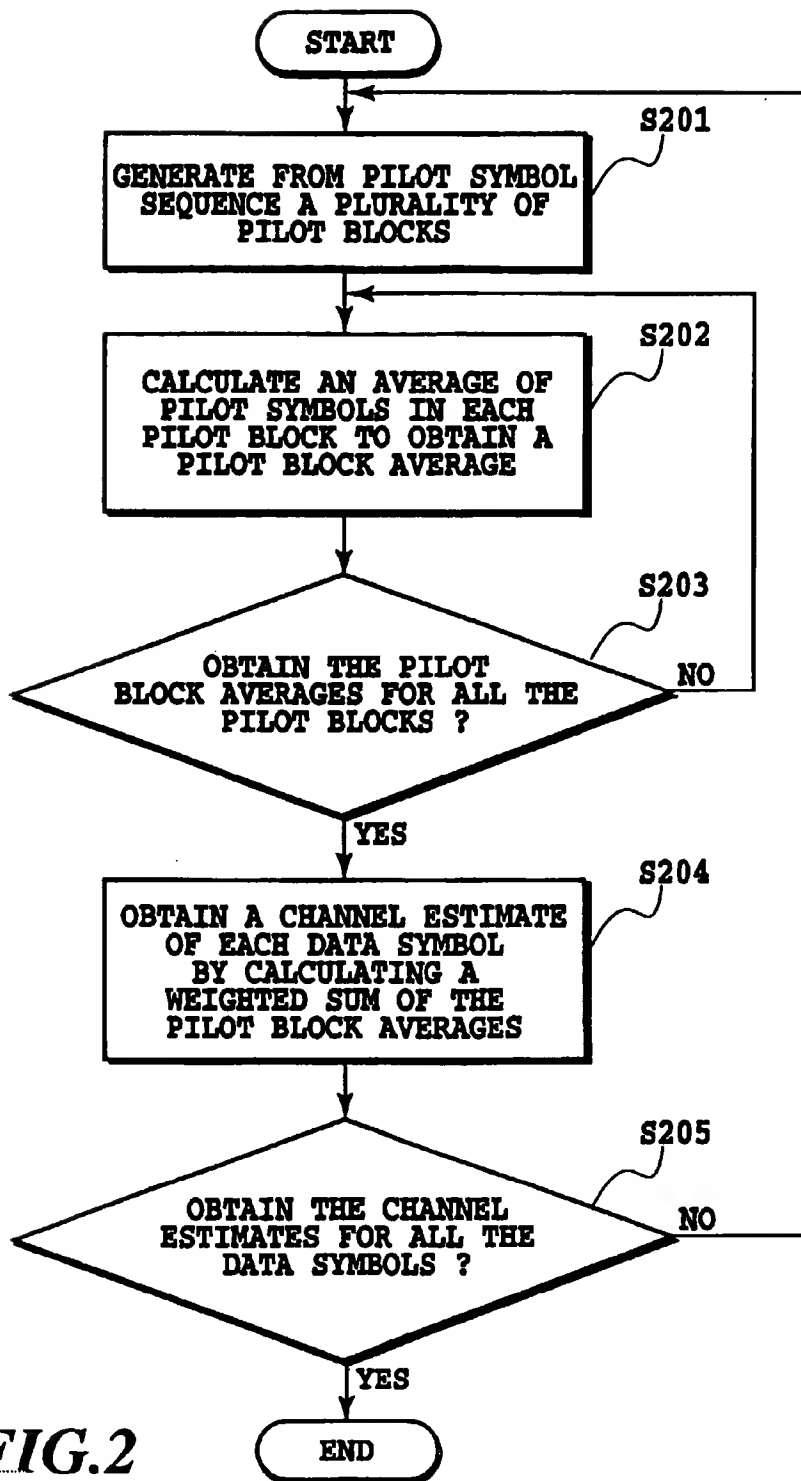 START
S201
GENERATE FROM PILOT SYMBOL
SEQUENCE A PLURALITY OF
PILOT BLOCKS
S202
CALCULATE AN AVERAGE OF
PILOT SYMBOLS IN EACH
PILOT BLOCK TO OBTAIN A
PILOT BLOCK AVERAGE
S203
OBTAIN THE PILOT
BLOCK AVERAGES FOR ALL THE
PILOT BLOCKS ?
NO
YES
S204
OBTAIN A CHANNEL ESTIMATE
OF EACH DATA SYMBOL
BY CALCULATING A
WEIGHTED SUM OF THE
PILOT BLOCK AVERAGES
S205
OBTAIN THE CHANNEL
ESTIMATES FOR ALL THE
DATA SYMBOLS ?
NO
YES
END
FIG.2